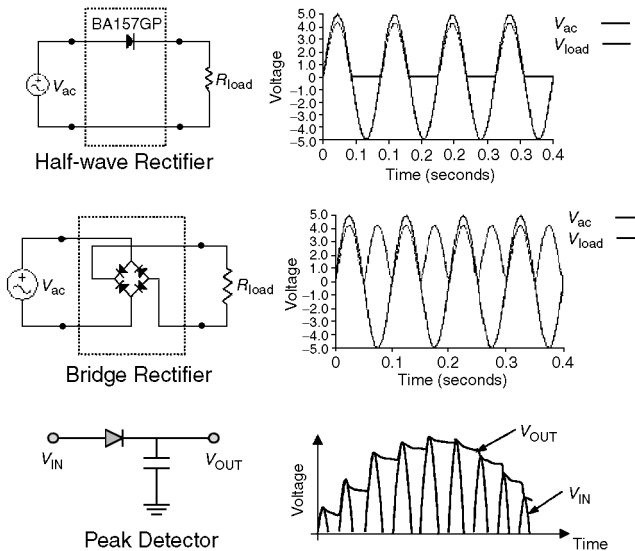 BA157GP
Vac
Rload
Half-wave Rectifier
Voltage
5.0
4.0
3.0
2.0
1.0
0
−1.0
−2.0
−3.0
−4.0
−5.0
0 0.1 0.1 0.2 0.2 0.3 0.3 0.4 0.4
Time (seconds)
Vac
Vload
Vac
Rload
Bridge Rectifier
Voltage
5.0
4.0
3.0
2.0
1.0
0
−1.0
−2.0
−3.0
−4.0
−5.0
0 0.1 0.2 0.3 0.4
Time (seconds)
Vac
Vload
VIN
VOUT
Peak Detector
Voltage
VOUT
VIN
Time